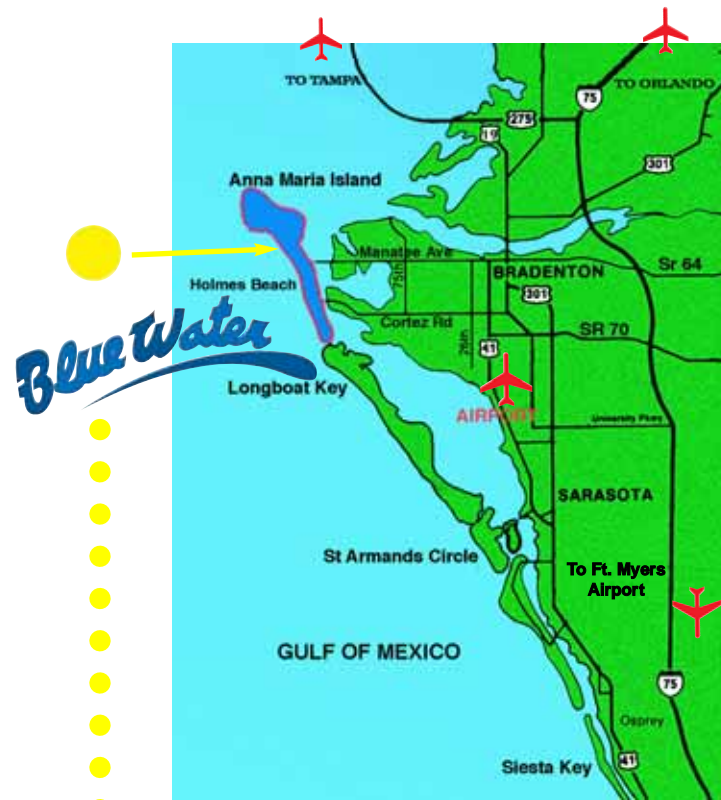 TO TAMPA
TO ORLANDO
75
275
19
301
Anna Maria Island
Manatee Ave
75th
Sr 64
BRADENTON
Holmes Beach
301
Cortez Rd
26th
SR 70
41
Blue Water
Longboat Key
AIRPORT
University Pkwy
SARASOTA
St Armands Circle
To Ft. Myers
Airport
GULF OF MEXICO
75
Osprey
41
Siesta Key